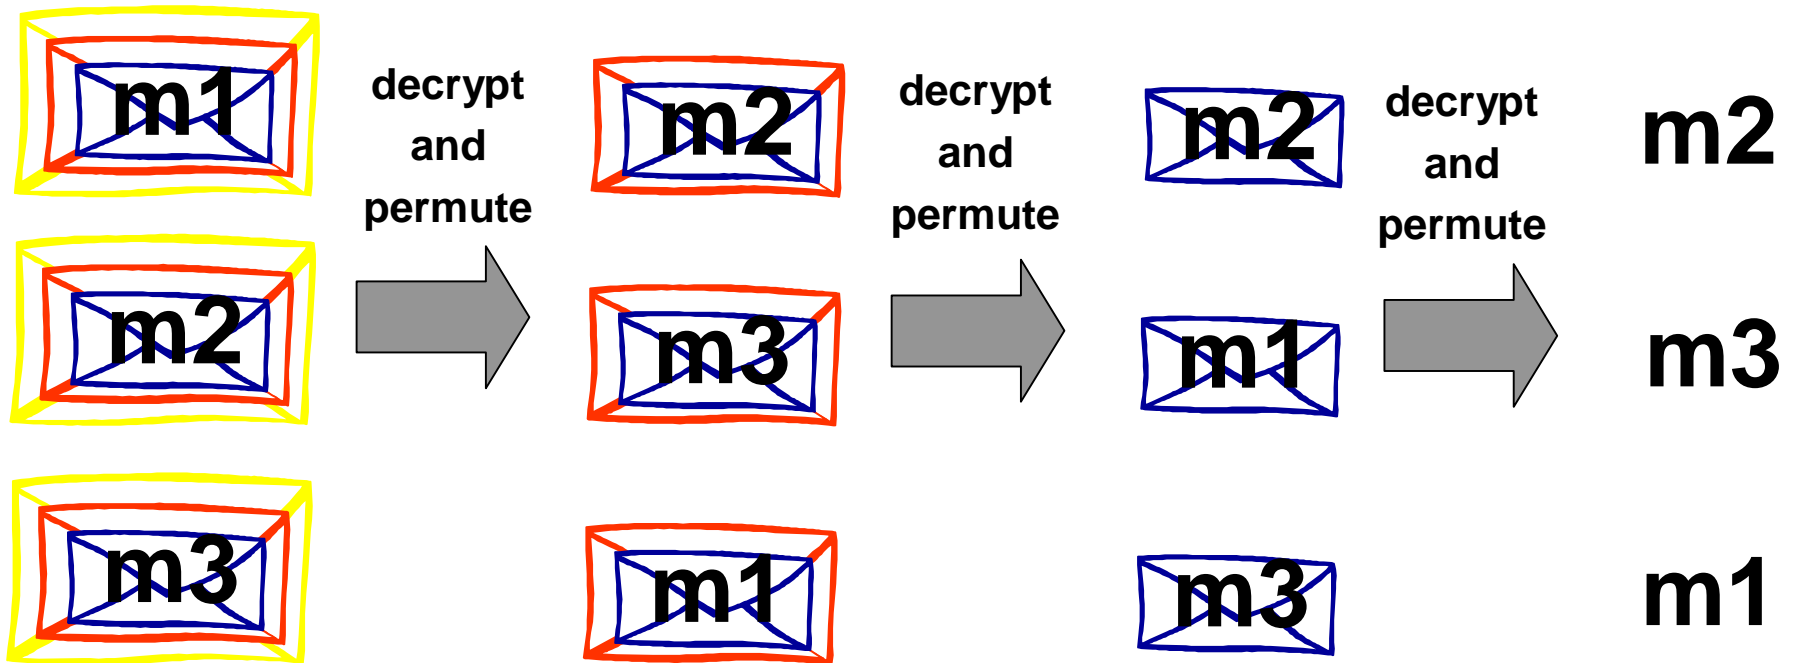 m1
m2
m3
decrypt
and
permute
m2
m3
m1
decrypt
and
permute
m2
m1
m3
decrypt
and
permute
m2
m3
m1